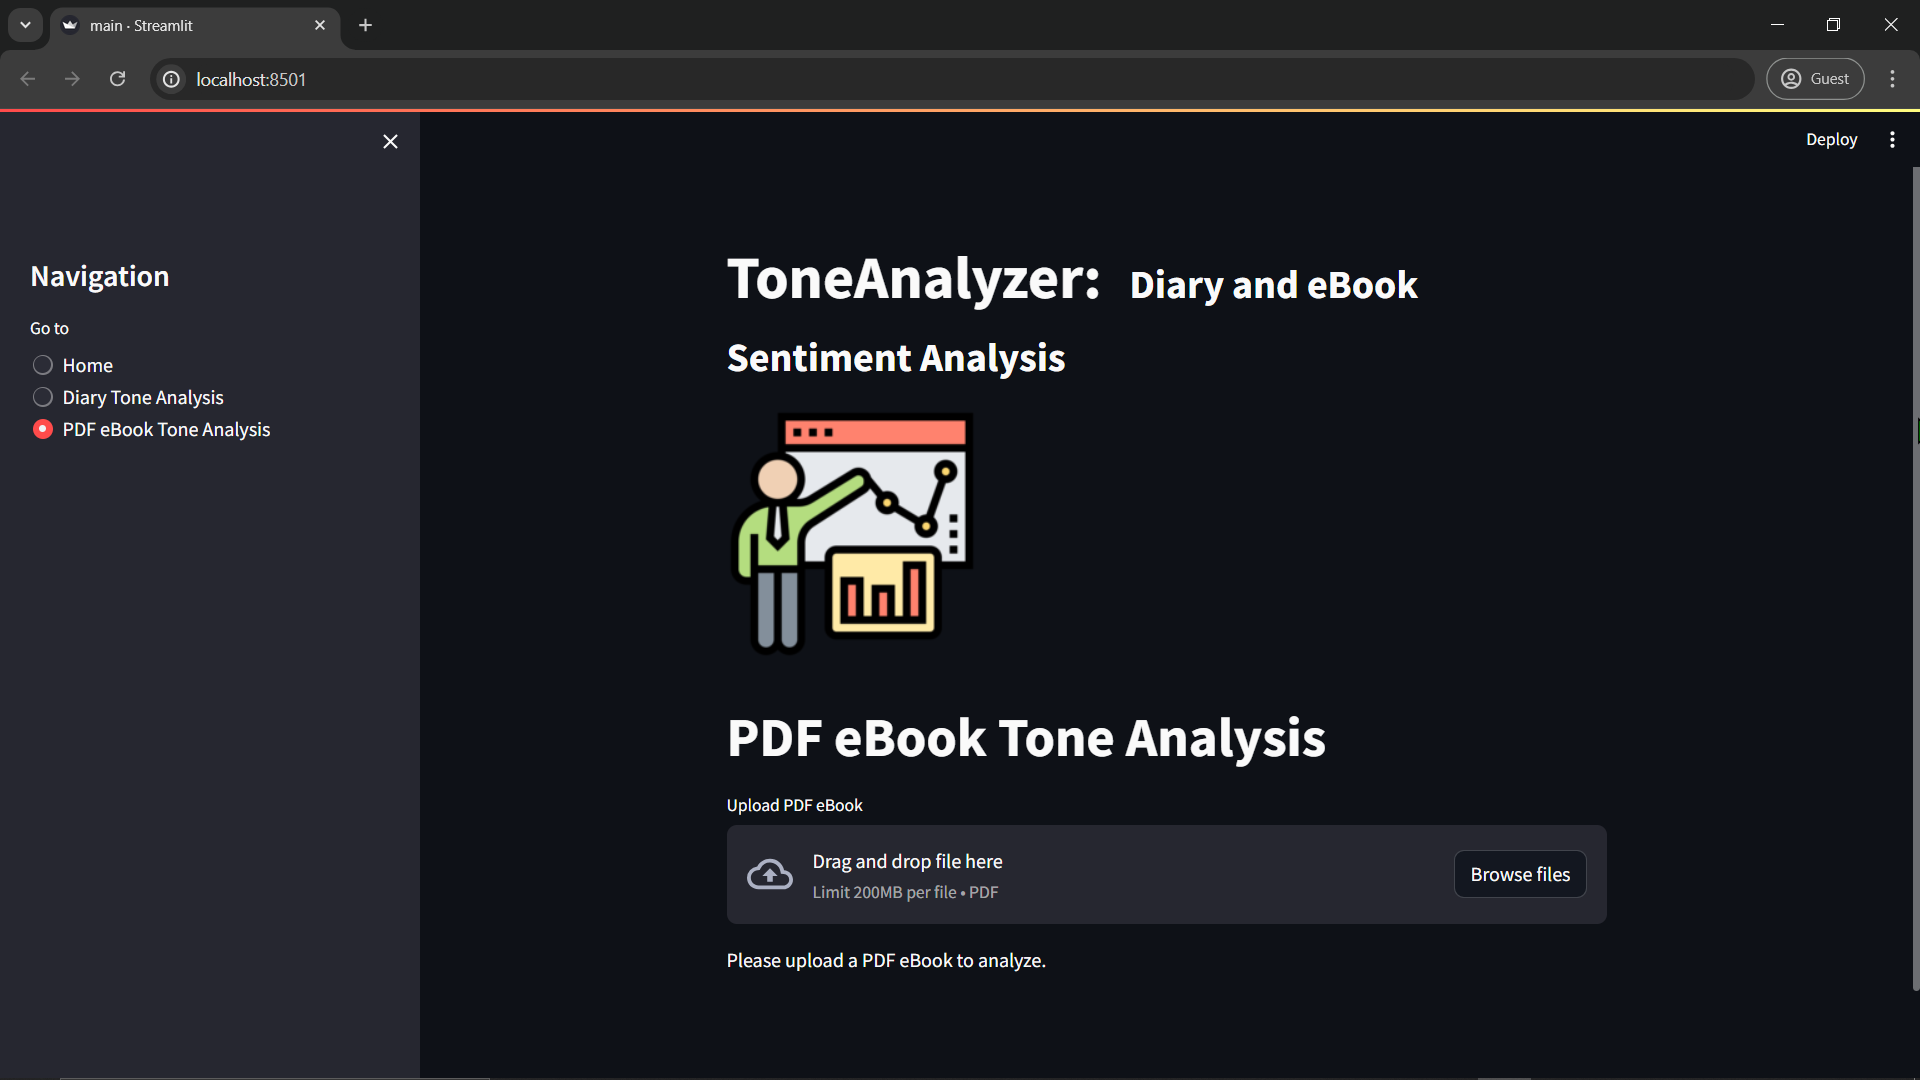 main · Streamlit
localhost:8501
Guest
Deploy
Navigation
Go to
Home
Diary Tone Analysis
PDF eBook Tone Analysis
ToneAnalyzer: Diary and eBook
Sentiment Analysis
PDF eBook Tone Analysis
Upload PDF eBook
Drag and drop file here
Limit 200MB per file • PDF
Browse files
Please upload a PDF eBook to analyze.